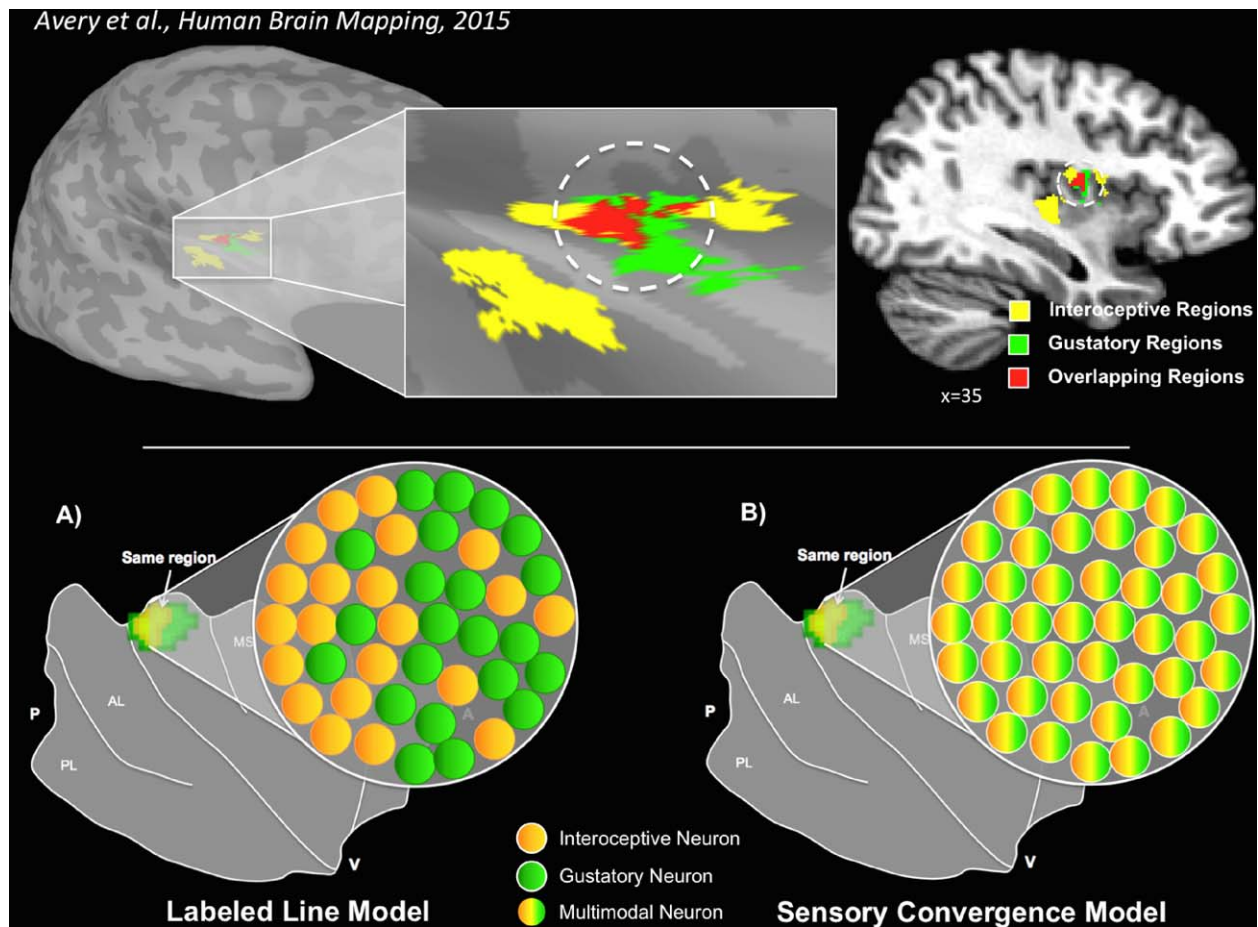 Avery et al., Human Brain Mapping, 2015
Interoceptive Regions
Gustatory Regions
Overlapping Regions
x=35
A)
Same region
MS
A
AL
P
PL
V
B)
Same region
MS
A
AL
P
PL
V
Interoceptive Neuron
Gustatory Neuron
Multimodal Neuron
Labeled Line Model
Sensory Convergence Model